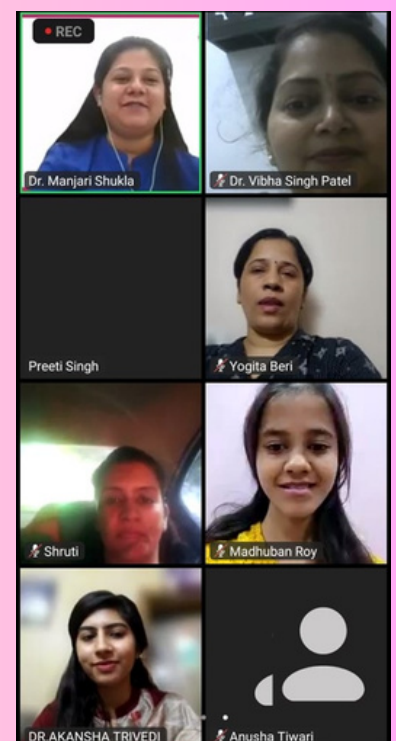 REC
Dr. Manjari Shukla
Dr. Vibha Singh Patel
Preeti Singh
Yogita Beri
Shruti
Madhuban Roy
DR.AKANSHA TRIVEDI
Anusha Tiwari